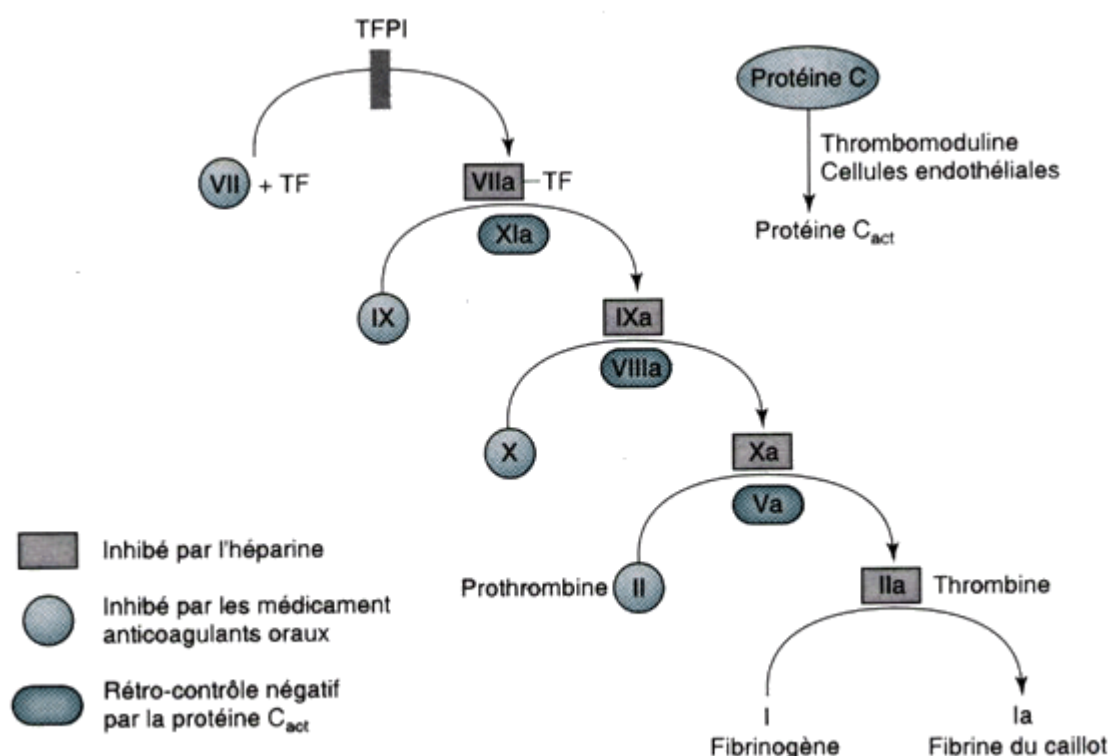 TFPI
Protéine C
Thrombomoduline
Cellules endothéliales
Protéine Cact
VII + TF
VIIa TF
XIa
IX
IXa
VIIIa
X
Xa
Va
Prothrombine II
IIa Thrombine
I
Fibrinogène
Ia
Fibrine du caillot
Inhibé par l'héparine
Inhibé par les médicament
anticoagulants oraux
Rétro-contrôle négatif
par la protéine Cact